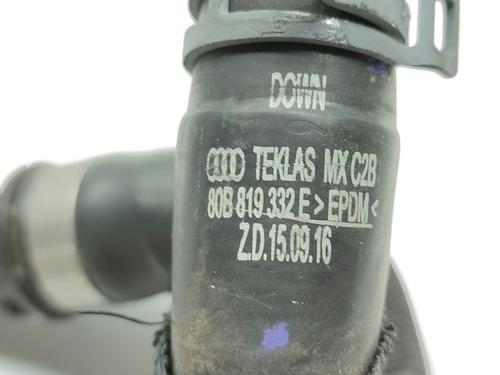 DOWN
TEKLAS MX C2B
80B 819 332 E >EPDM<
Z.D.15.09.16